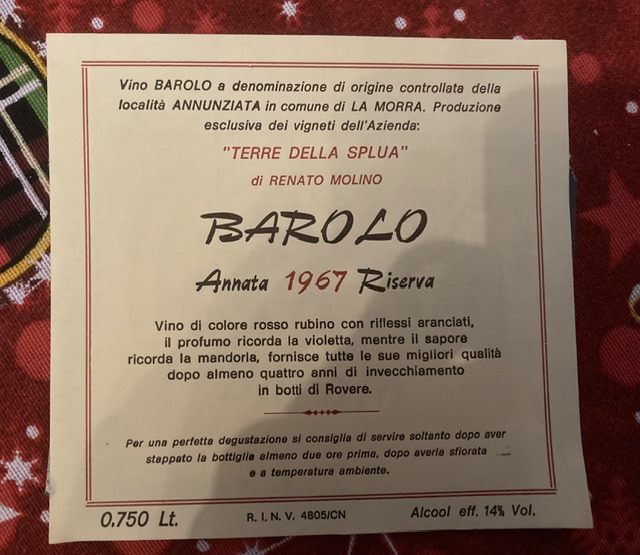 Vino BAROLO a denominazione di origine controllata della
località ANNUNZIATA in comune di LA MORRA. Produzione
esclusiva dei vigneti dell'Azienda:
"TERRE DELLA SPLUA"
di RENATO MOLINO
BAROLO
Annata 1967 Riserva
Vino di colore rosso rubino con riflessi aranciati,
il profumo ricorda la violetta, mentre il sapore
ricorda la mandorla, fornisce tutte le sue migliori qualità
dopo almeno quattro anni di invecchiamento
in botti di Rovere.
Per una perfetta degustazione si consiglia di servire soltanto dopo aver
stappato la bottiglia almeno due ore prima, dopo averla sfiorata
e a temperatura ambiente.
0,750 Lt. R. I. N. V. 4805/CN Alcool eff. 14% Vol.